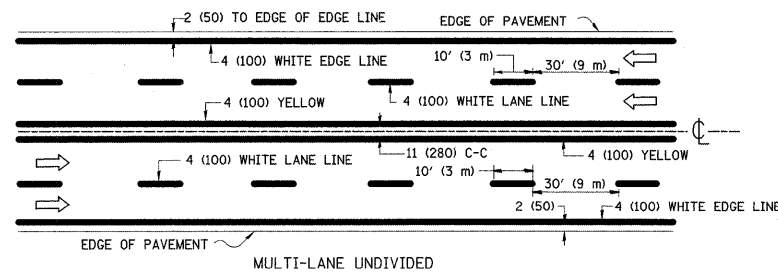 2 (50) TO EDGE OF EDGE LINE
EDGE OF PAVEMENT
4 (100) WHITE EDGE LINE
10' (3 m)
30' (9 m)
4 (100) YELLOW
4 (100) WHITE LANE LINE
CL
4 (100) WHITE LANE LINE
11 (280) C-C
4 (100) YELLOW
10' (3 m)
30' (9 m)
2 (50)
4 (100) WHITE EDGE LINE
EDGE OF PAVEMENT
MULTI-LANE UNDIVIDED